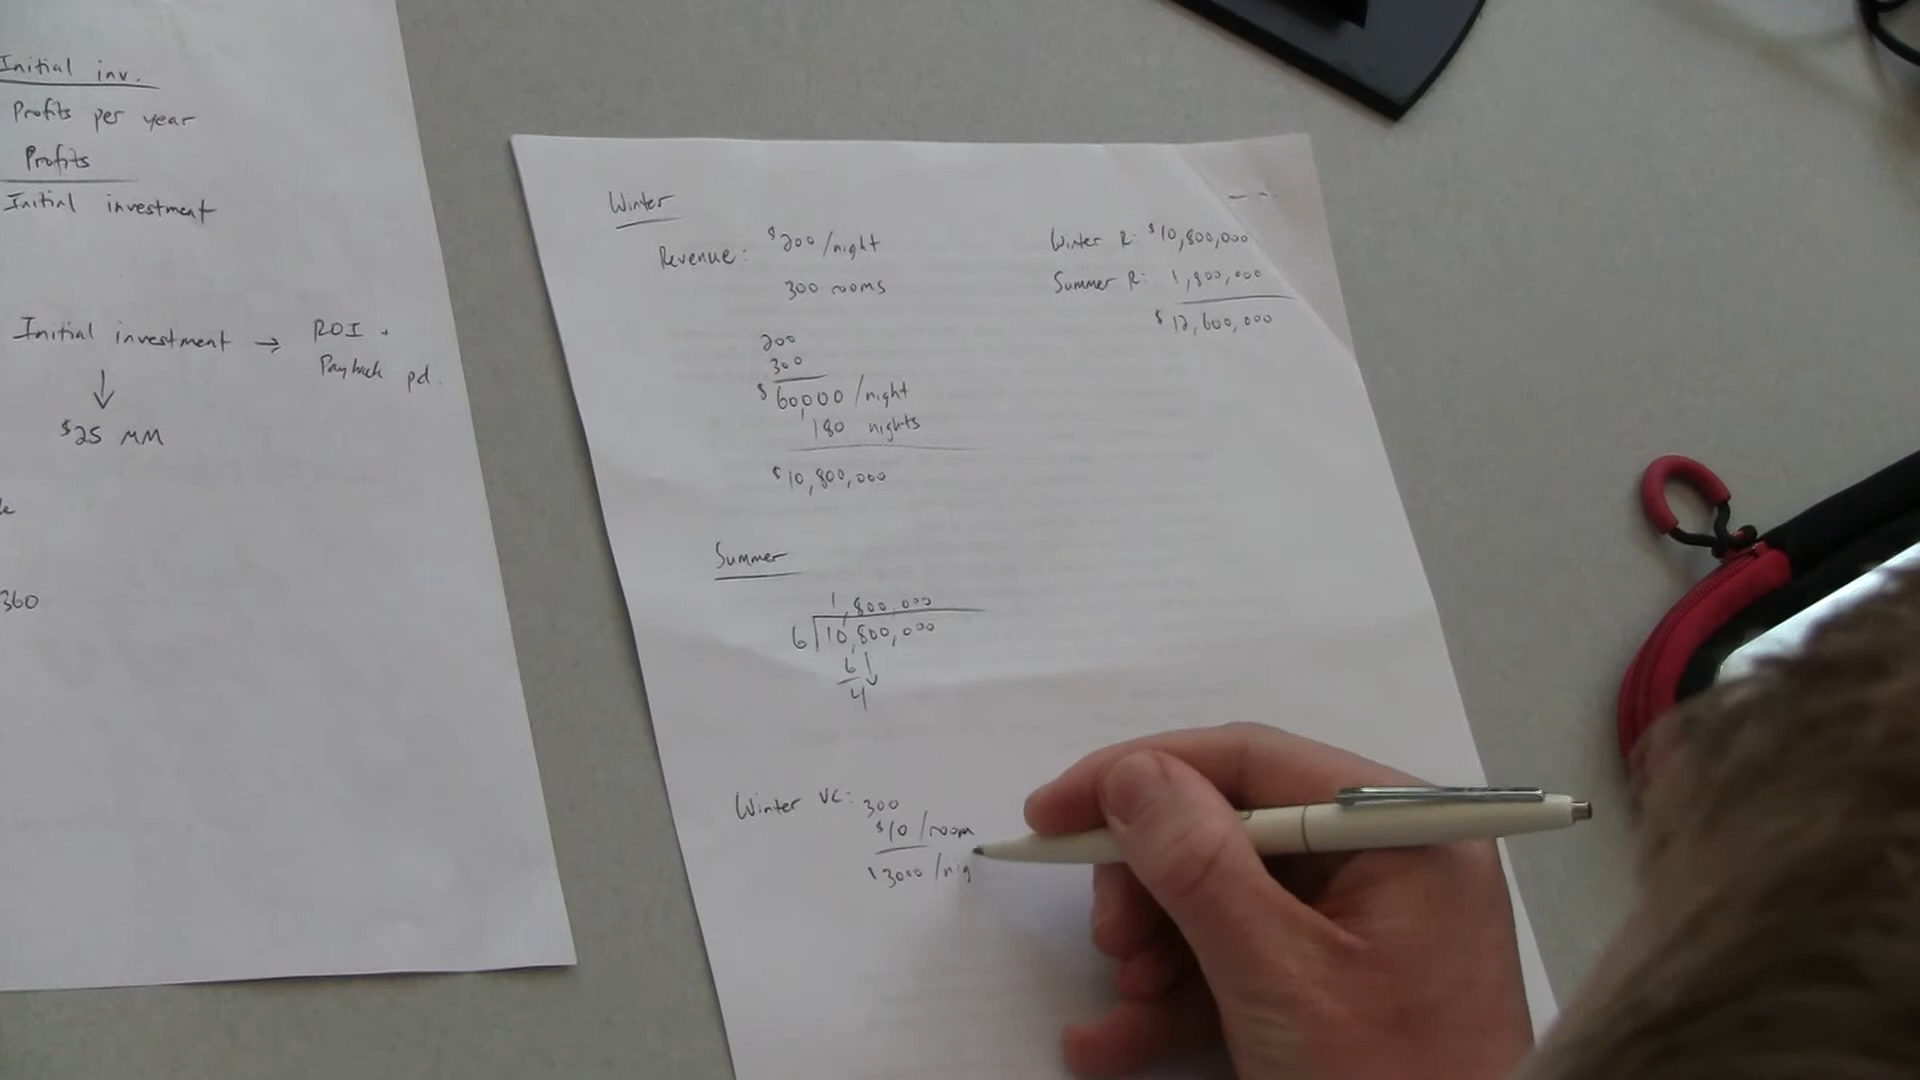 Initial inv.
Profits per year
Profits
Initial investment
Initial investment → ROI +
Payback pd.
↓
$25 MM
360
Winter
Revenue: $200/night
300 rooms
200
300
$60,000/night
180 nights
$10,800,000
Winter R: $10,800,000
Summer R: 1,800,000
$12,600,000
Summer
1,800,000
6 10,800,000
6↓
4
Winter VC: 300
$10/room
$3000/nig